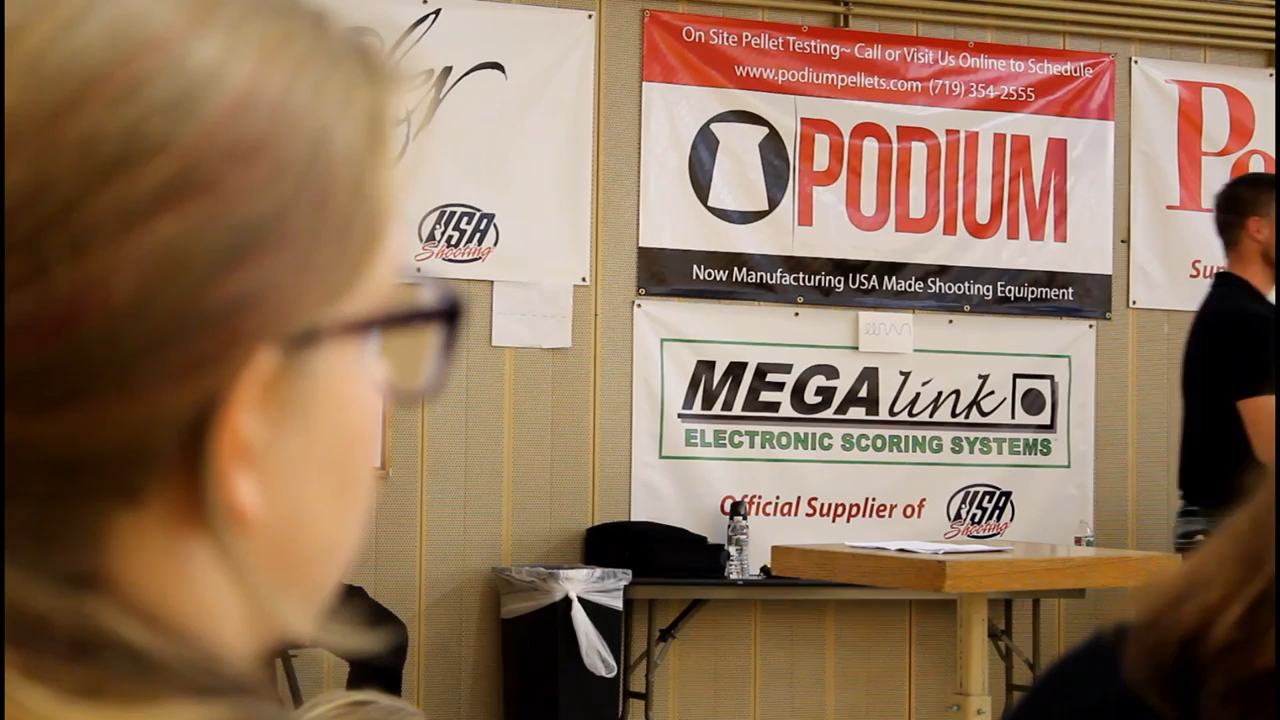 USA
Shooting
On Site Pellet Testing~ Call or Visit Us Online to Schedule
www.podiumpellets.com (719) 354-2555
PODIUM
Now Manufacturing USA Made Shooting Equipment
MEGAlink
ELECTRONIC SCORING SYSTEMS
Official Supplier of
USA
Shooting